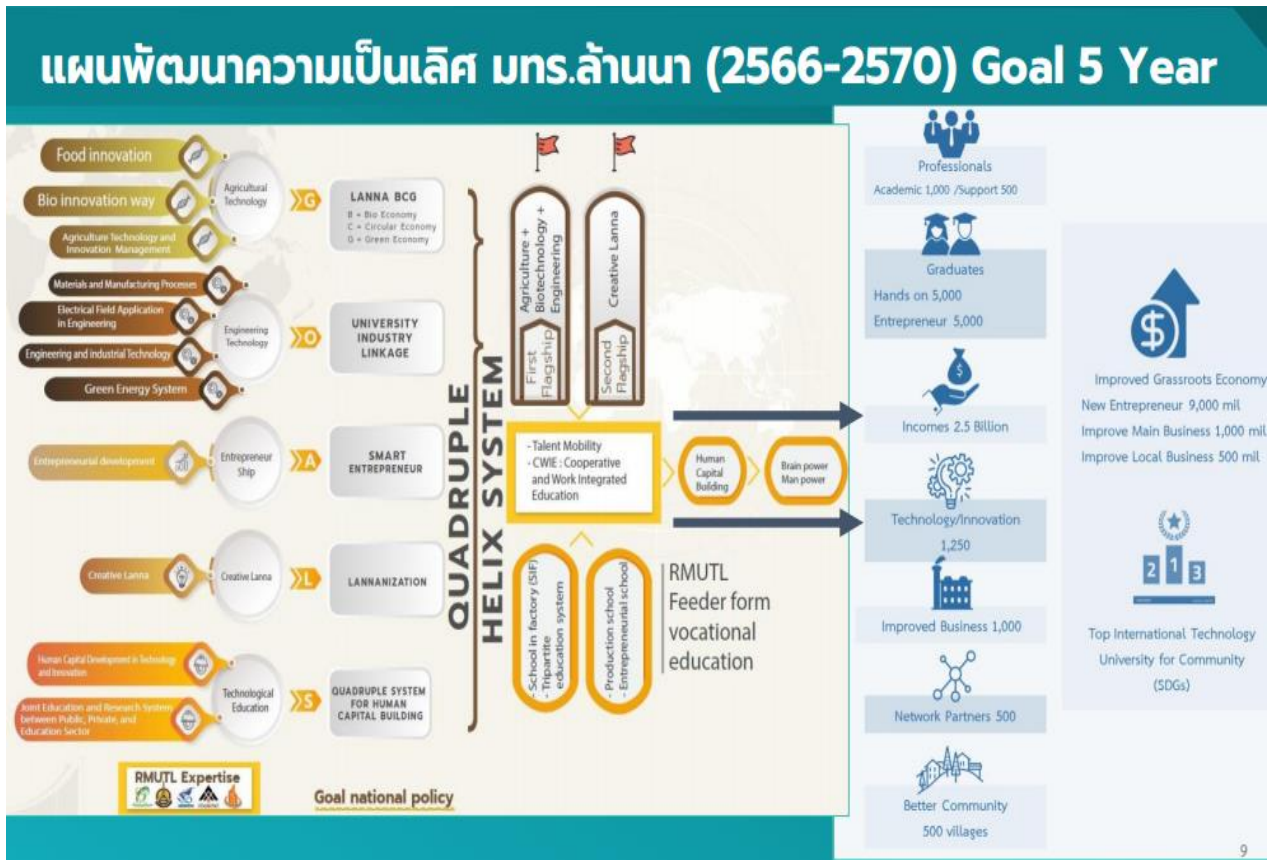 แผนพัฒนาความเป็นเลิศ มทร.ล้านนา (2566-2570) Goal 5 Year
Food innovation
Bio innovation way
Agriculture Technology and
Innovation Management
Agricultural
Technology
G
LANNA BCG
B = Bio Economy
C = Circular Economy
G = Green Economy
Materials and Manufacturing Processes
Electrical Field Application
in Engineering
Engineering and Industrial Technology
Green Energy System
Engineering
Technology
O
UNIVERSITY
INDUSTRY
LINKAGE
Entrepreneurial development
Entrepreneur
Ship
A
SMART
ENTREPRENEUR
Creative Lanna
Creative Lanna
L
LANNANIZATION
Human Capital Development in Technology
and Innovation
Joint Education and Research System
between Public, Private, and
Education Sector
Technological
Education
S
QUADRUPLE SYSTEM
FOR HUMAN
CAPITAL BUILDING
RMUTL Expertise
Goal national policy
QUADRUPLE
HELIX SYSTEM
First
Flagship
Agriculture +
Biotechnology +
Engineering
Second
Flagship
Creative Lanna
- Talent Mobility
- CWIE : Cooperative
and Work Integrated
Education
Human
Capital
Building
Brain power
Man power
- School in factory (SIF)
- Tripartite
education system
- Production school
- Entrepreneurial school
RMUTL
Feeder form
vocational
education
Professionals
Academic 1,000 /Support 500
Graduates
Hands on 5,000
Entrepreneur 5,000
Incomes 2.5 Billion
Technology/Innovation
1,250
Improved Business 1,000
Network Partners 500
Better Community
500 villages
$
Improved Grassroots Economy
New Entrepreneur 9,000 mil
Improve Main Business 1,000 mil
Improve Local Business 500 mil
2 1 3
Top International Technology
University for Community
(SDGs)
9